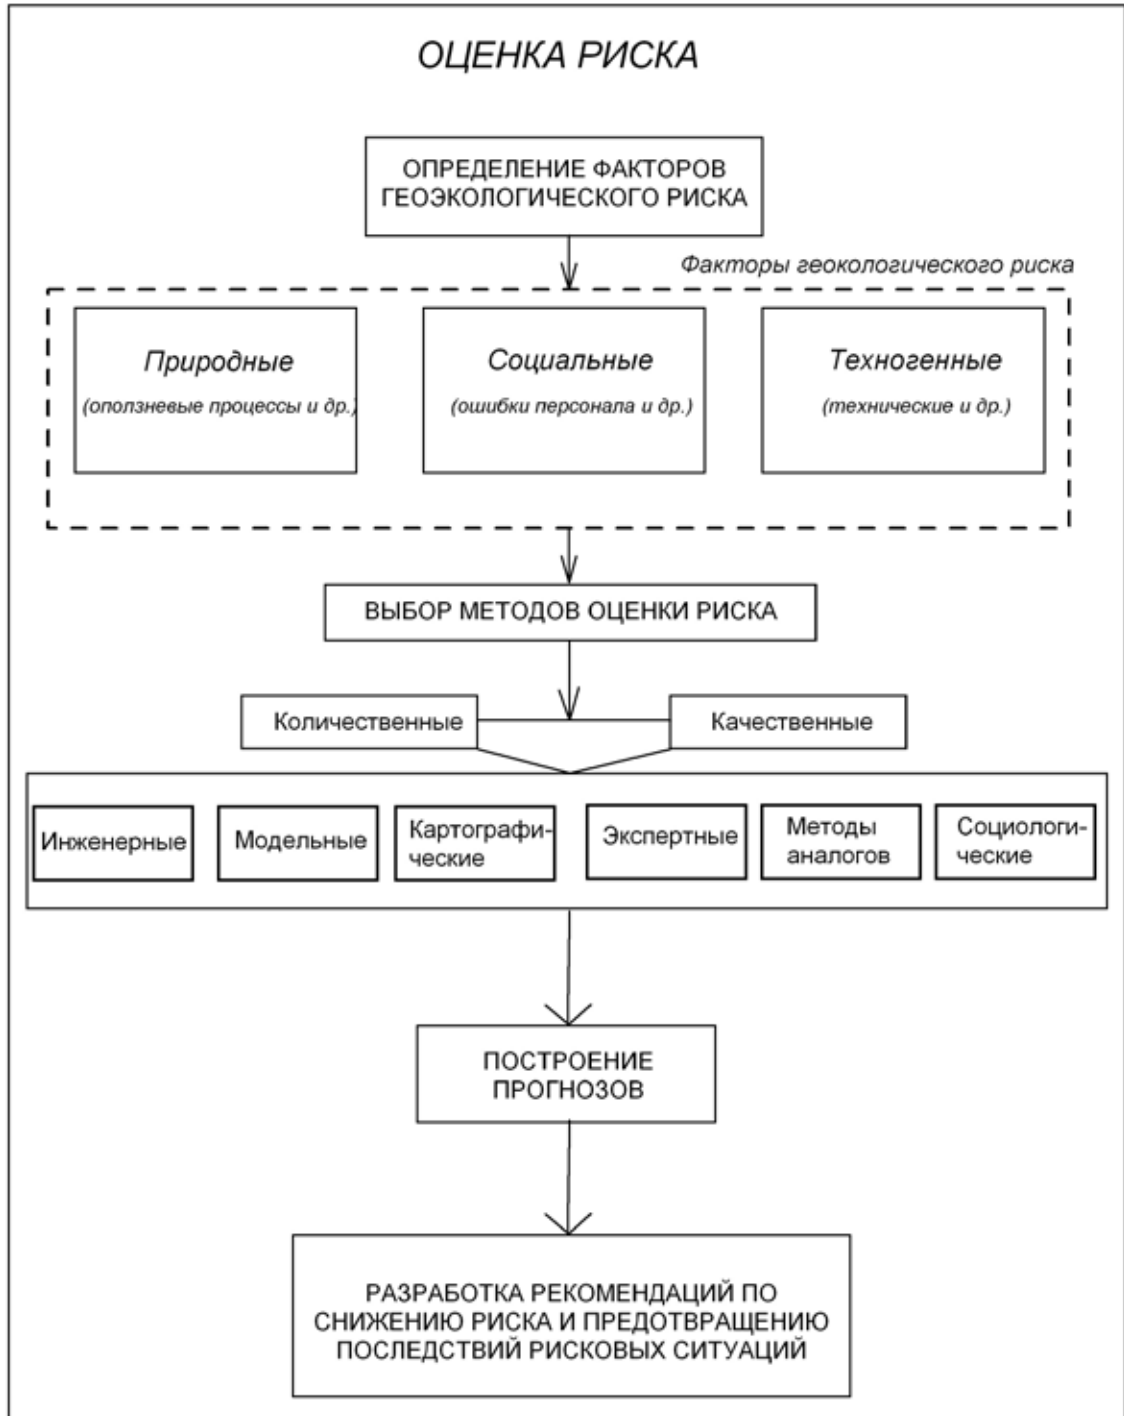 ОЦЕНКА РИСКА
ОПРЕДЕЛЕНИЕ ФАКТОРОВ
ГЕОЭКОЛОГИЧЕСКОГО РИСКА
Факторы геокологического риска
Природные
(оползневые процессы и др.)
Социальные
(ошибки персонала и др.)
Техногенные
(технические и др.)
ВЫБОР МЕТОДОВ ОЦЕНКИ РИСКА
Количественные
Качественные
Инженерные
Модельные
Картографи-
ческие
Экспертные
Методы
аналогов
Социологи-
ческие
ПОСТРОЕНИЕ
ПРОГНОЗОВ
РАЗРАБОТКА РЕКОМЕНДАЦИЙ ПО
СНИЖЕНИЮ РИСКА И ПРЕДОТВРАЩЕНИЮ
ПОСЛЕДСТВИЙ РИСКОВЫХ СИТУАЦИЙ